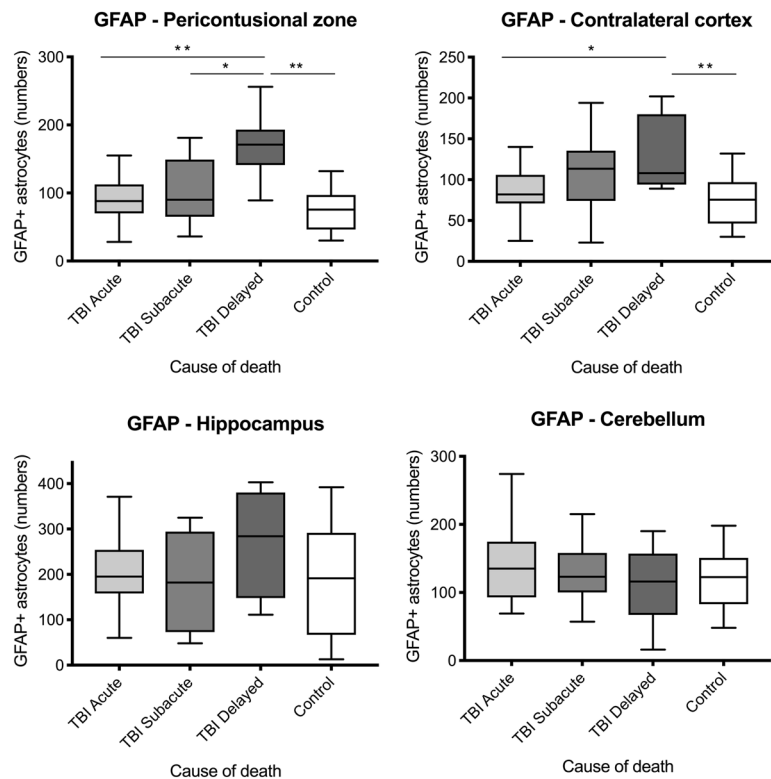 GFAP - Pericontusional zone
GFAP+ astrocytes (numbers)
300
200
100
0
**
*
**
TBI Acute
TBI Subacute
TBI Delayed
Control
Cause of death
GFAP - Contralateral cortex
GFAP+ astrocytes (numbers)
250
200
150
100
50
0
*
**
TBI Acute
TBI Subacute
TBI Delayed
Control
Cause of death
GFAP - Hippocampus
GFAP+ astrocytes (numbers)
400
300
200
100
0
TBI Acute
TBI Subacute
TBI Delayed
Control
Cause of death
GFAP - Cerebellum
GFAP+ astrocytes (numbers)
300
200
100
0
TBI Acute
TBI Subacute
TBI Delayed
Control
Cause of death